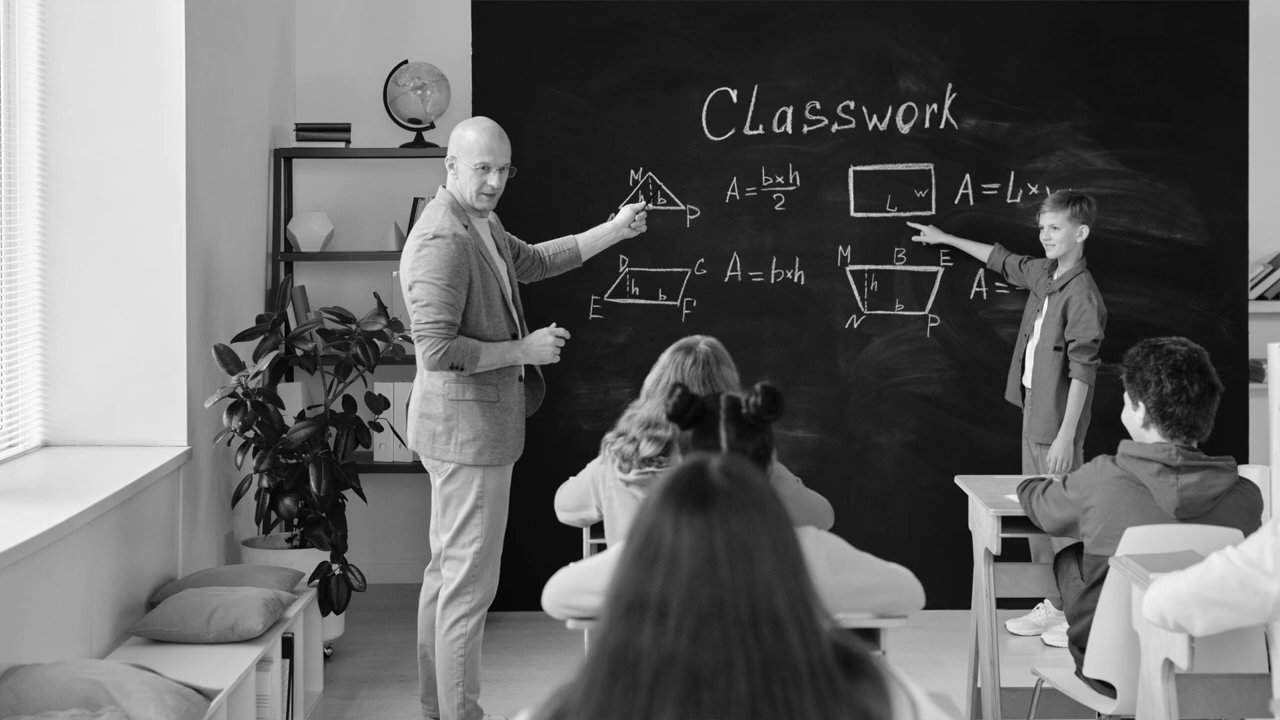 Classwork
M
h b
P
A = b×h/2
L w
A = L×
D G
h b
E F
A = b×h
M B E
h
b
N P
A =